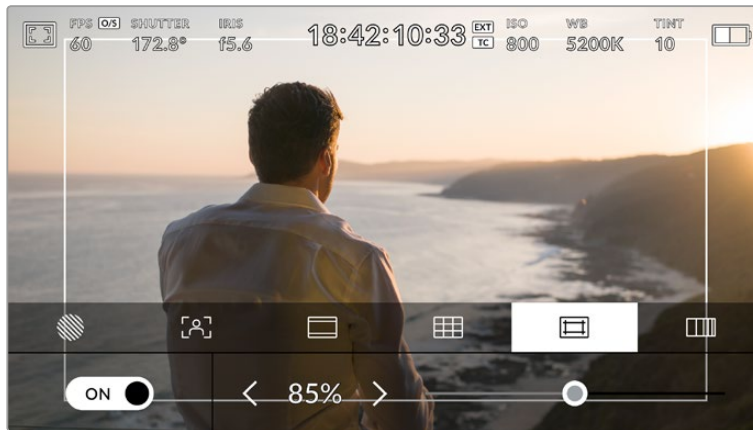 FPS O/S SHUTTER IRIS 18:42:10:33 EXT ISO WB TINT
60 172.8° f5.6 TC 800 5200K 10
ON 85%